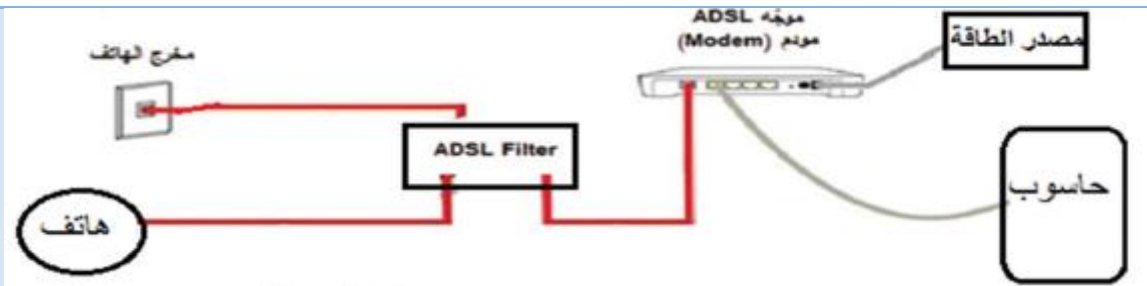 موجّه ADSL
مودم (Modem)
مصدر الطاقة
مخرج الهاتف
ADSL Filter
حاسوب
هاتف